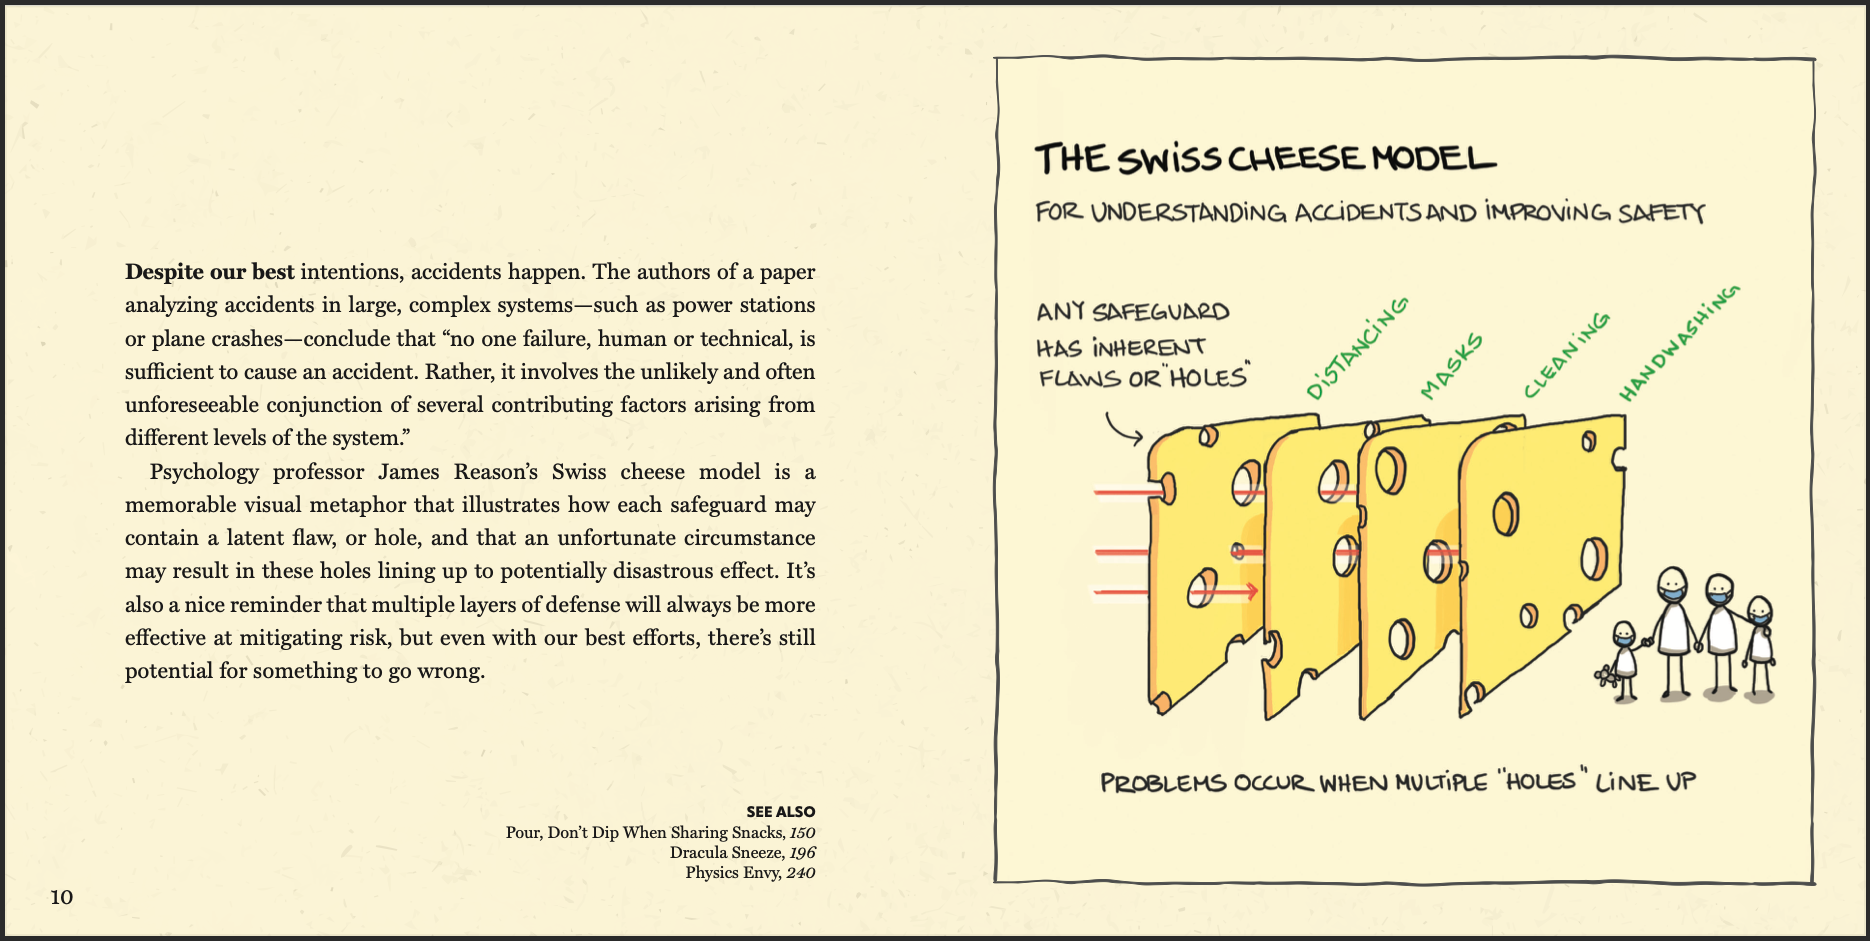 Despite our best intentions, accidents happen. The authors of a paper
analyzing accidents in large, complex systems—such as power stations
or plane crashes—conclude that “no one failure, human or technical, is
sufficient to cause an accident. Rather, it involves the unlikely and often
unforeseeable conjunction of several contributing factors arising from
different levels of the system.”
Psychology professor James Reason’s Swiss cheese model is a
memorable visual metaphor that illustrates how each safeguard may
contain a latent flaw, or hole, and that an unfortunate circumstance
may result in these holes lining up to potentially disastrous effect. It’s
also a nice reminder that multiple layers of defense will always be more
effective at mitigating risk, but even with our best efforts, there’s still
potential for something to go wrong.
SEE ALSO
Pour, Don’t Dip When Sharing Snacks, 150
Dracula Sneeze, 196
Physics Envy, 240
10
THE SWISS CHEESE MODEL
FOR UNDERSTANDING ACCIDENTS AND IMPROVING SAFETY
ANY SAFEGUARD
HAS INHERENT
FLAWS OR "HOLES"
DISTANCING
MASKS
CLEANING
HANDWASHING
PROBLEMS OCCUR WHEN MULTIPLE "HOLES" LINE UP